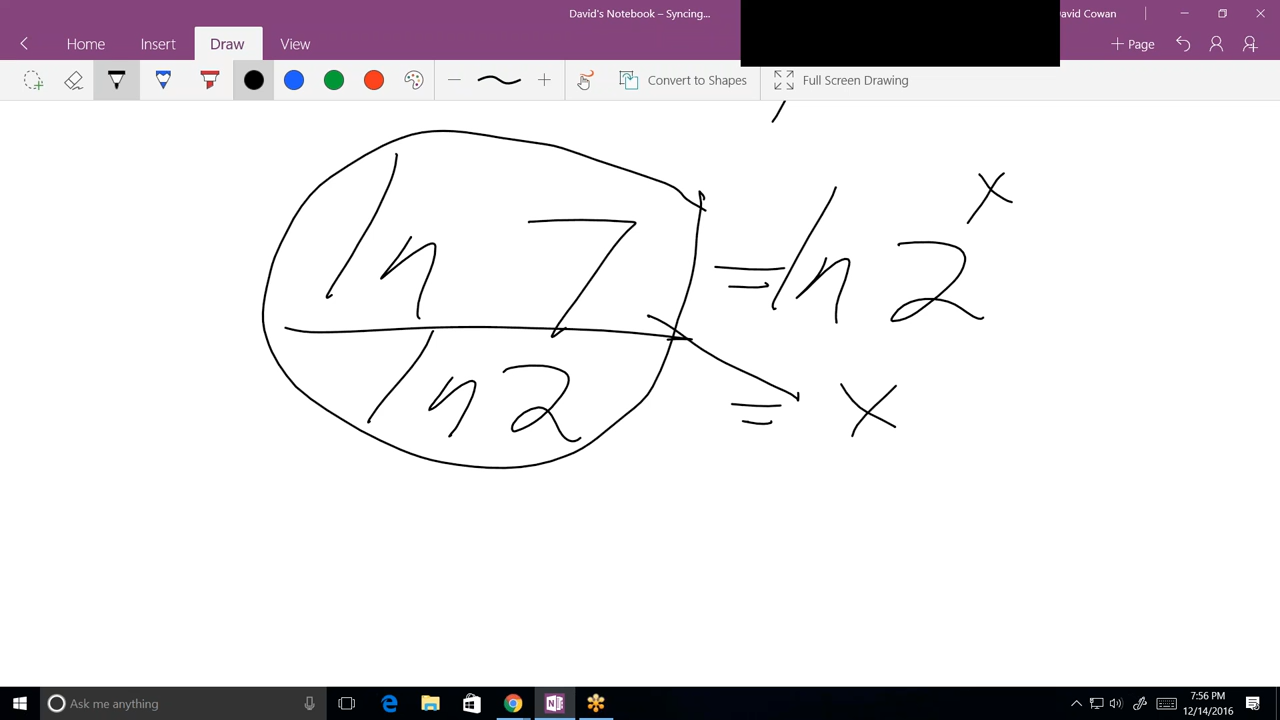 David's Notebook – Syncing...
David Cowan
Home Insert Draw View
Page
Convert to Shapes
Full Screen Drawing
ln 7 = ln 2^x
ln 2 = x
Ask me anything
7:56 PM
12/14/2016